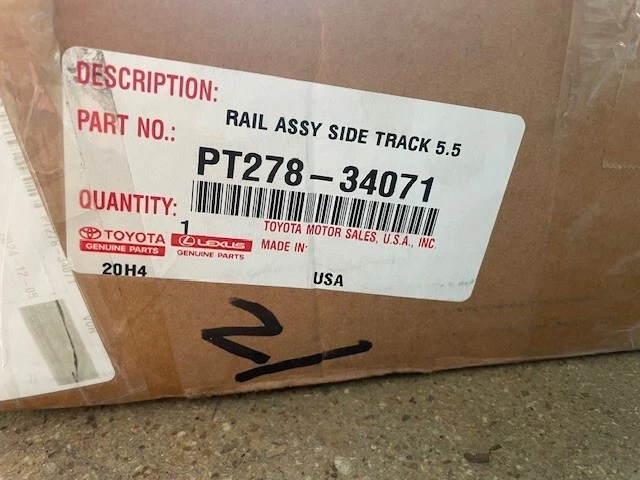 DESCRIPTION:
RAIL ASSY SIDE TRACK 5.5
PART NO.:
PT278-34071
QUANTITY:
1
TOYOTA MOTOR SALES, U.S.A., INC.
TOYOTA
GENUINE PARTS
LEXUS
GENUINE PARTS
MADE IN:
20H4
USA